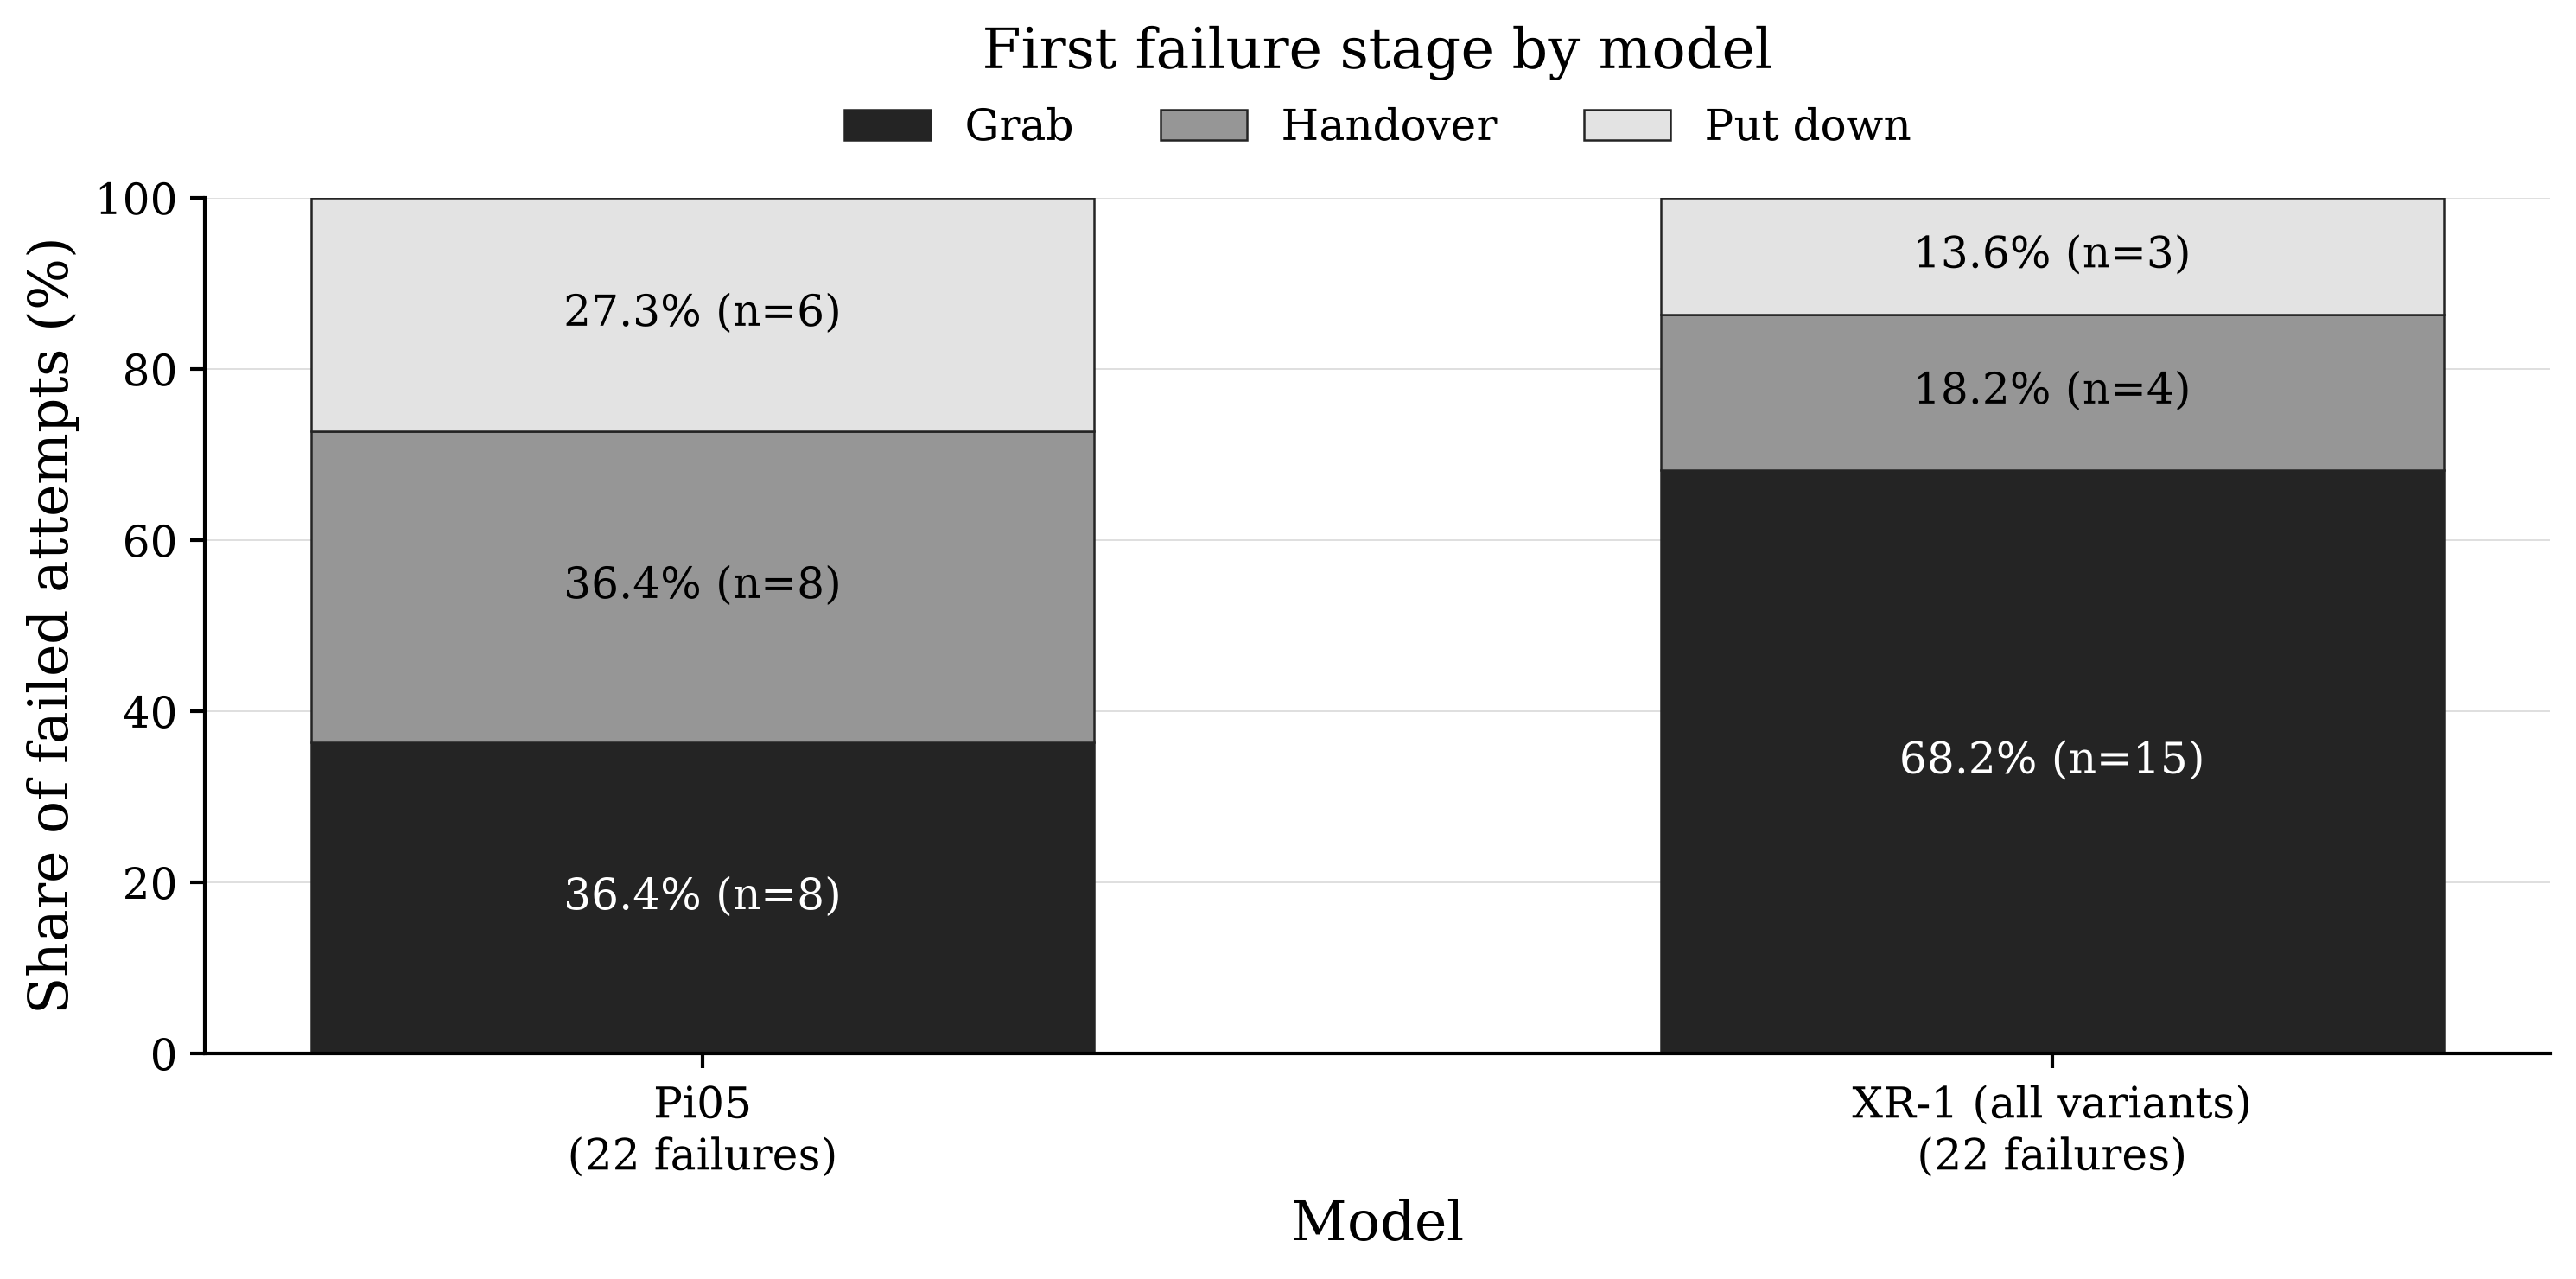 First failure stage by model
Grab Handover Put down
Share of failed attempts (%)
100
80
60
40
20
0
27.3% (n=6)
36.4% (n=8)
36.4% (n=8)
13.6% (n=3)
18.2% (n=4)
68.2% (n=15)
Pi05
(22 failures)
XR-1 (all variants)
(22 failures)
Model